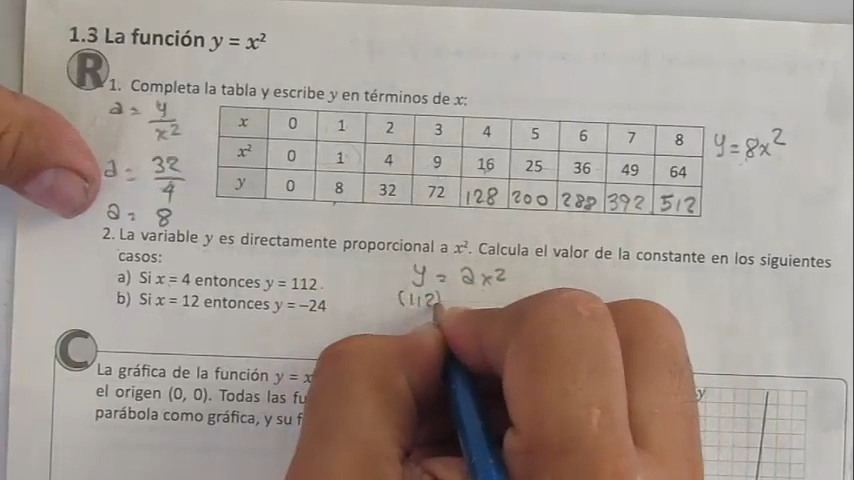 1.3 La función y = x²
R
1. Completa la tabla y escribe y en términos de x:
a = y/x²
a = 32/4
a = 8
x 0 1 2 3 4 5 6 7 8
x² 0 1 4 9 16 25 36 49 64
y 0 8 32 72 128 200 288 392 512
y = 8x²
2. La variable y es directamente proporcional a x². Calcula el valor de la constante en los siguientes
casos:
a) Si x = 4 entonces y = 112.
b) Si x = 12 entonces y = –24
y = ax²
(112)
C
La gráfica de la función y = x
el origen (0, 0). Todas las fu
parábola como gráfica, y su f
y